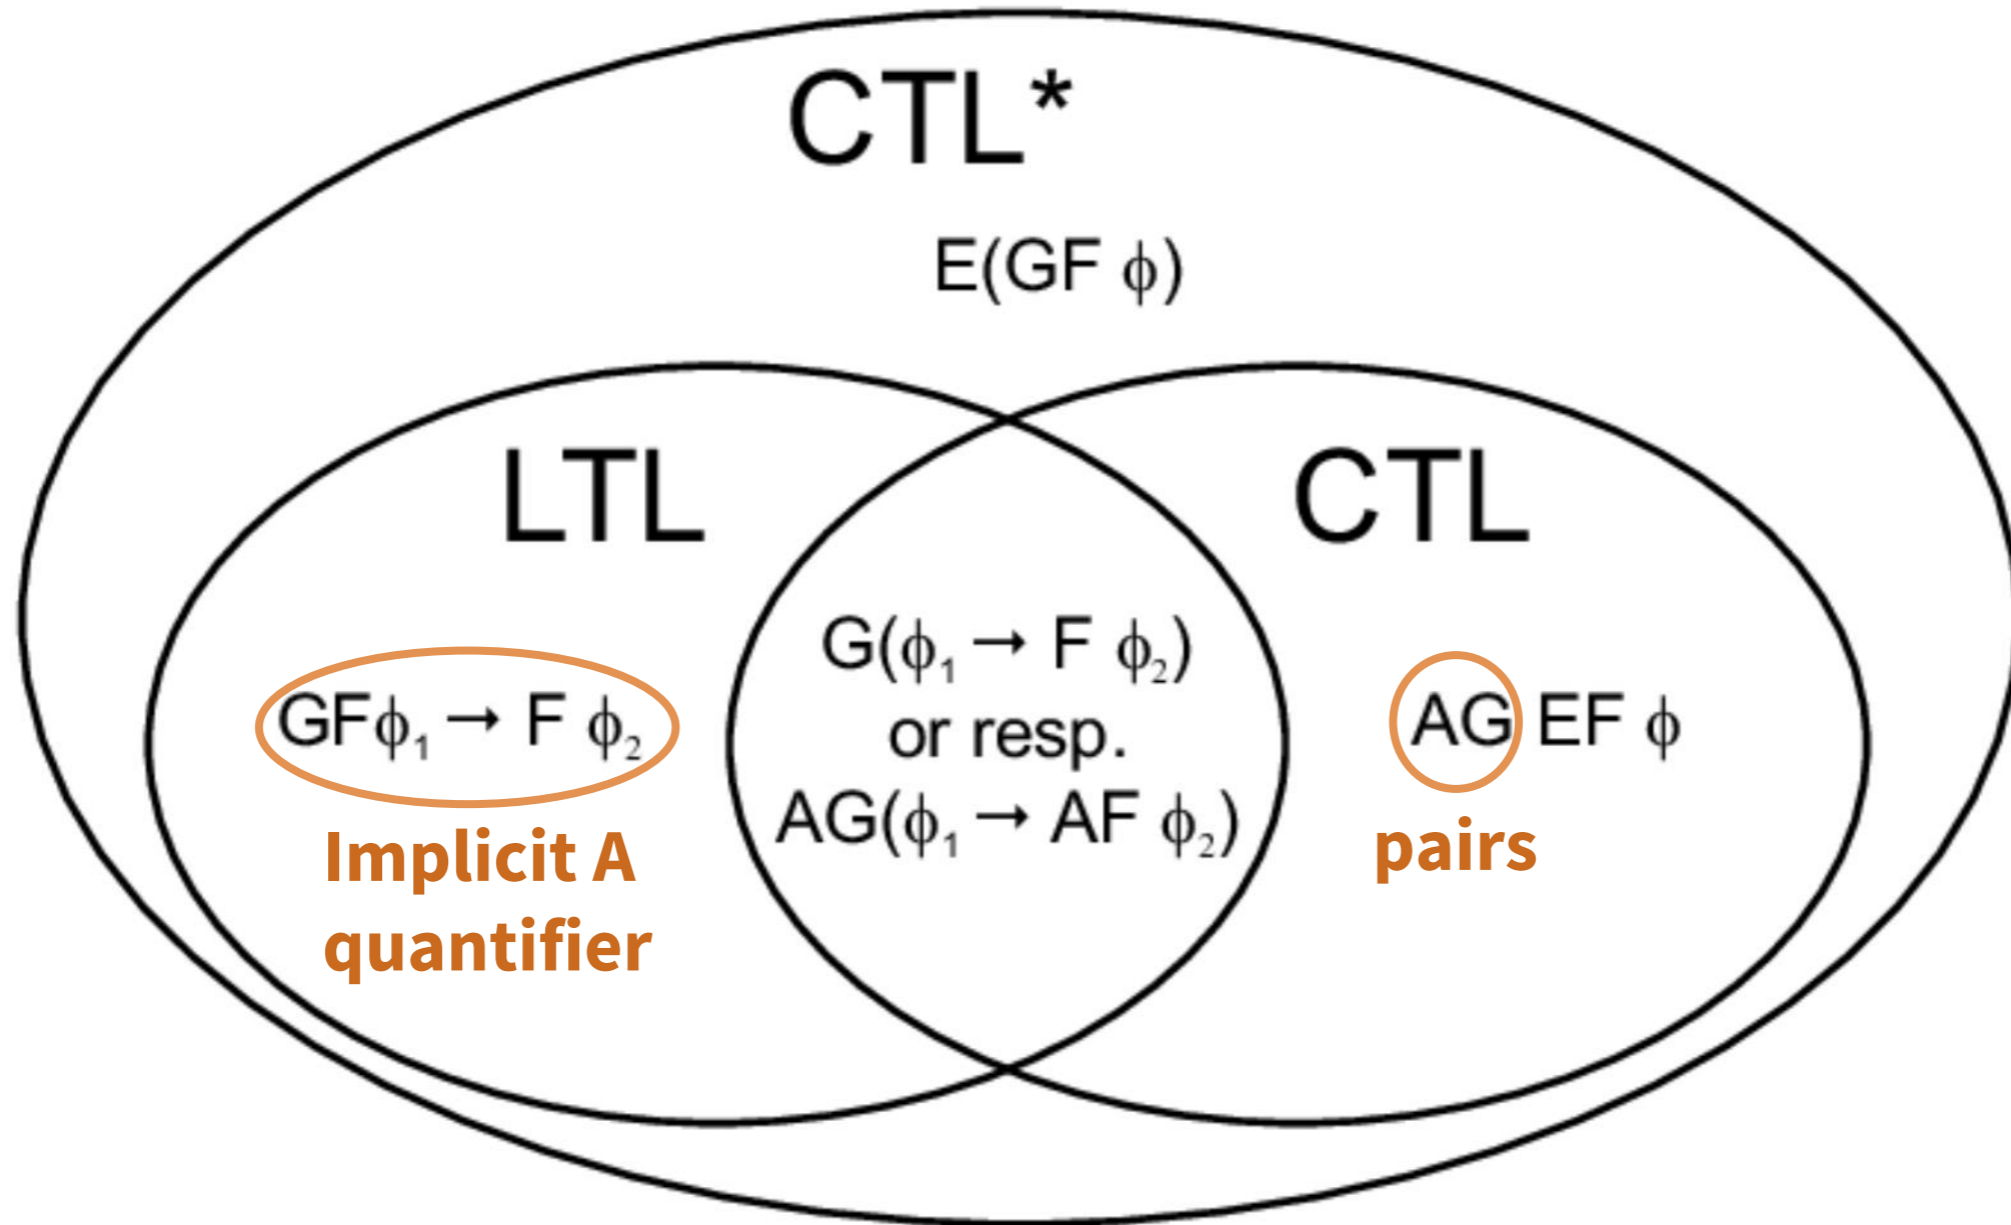 CTL*
E(GF ϕ)
LTL
CTL
GFϕ₁ → F ϕ₂
Implicit A
quantifier
G(ϕ₁ → F ϕ₂)
or resp.
AG(ϕ₁ → AF ϕ₂)
AG EF ϕ
pairs